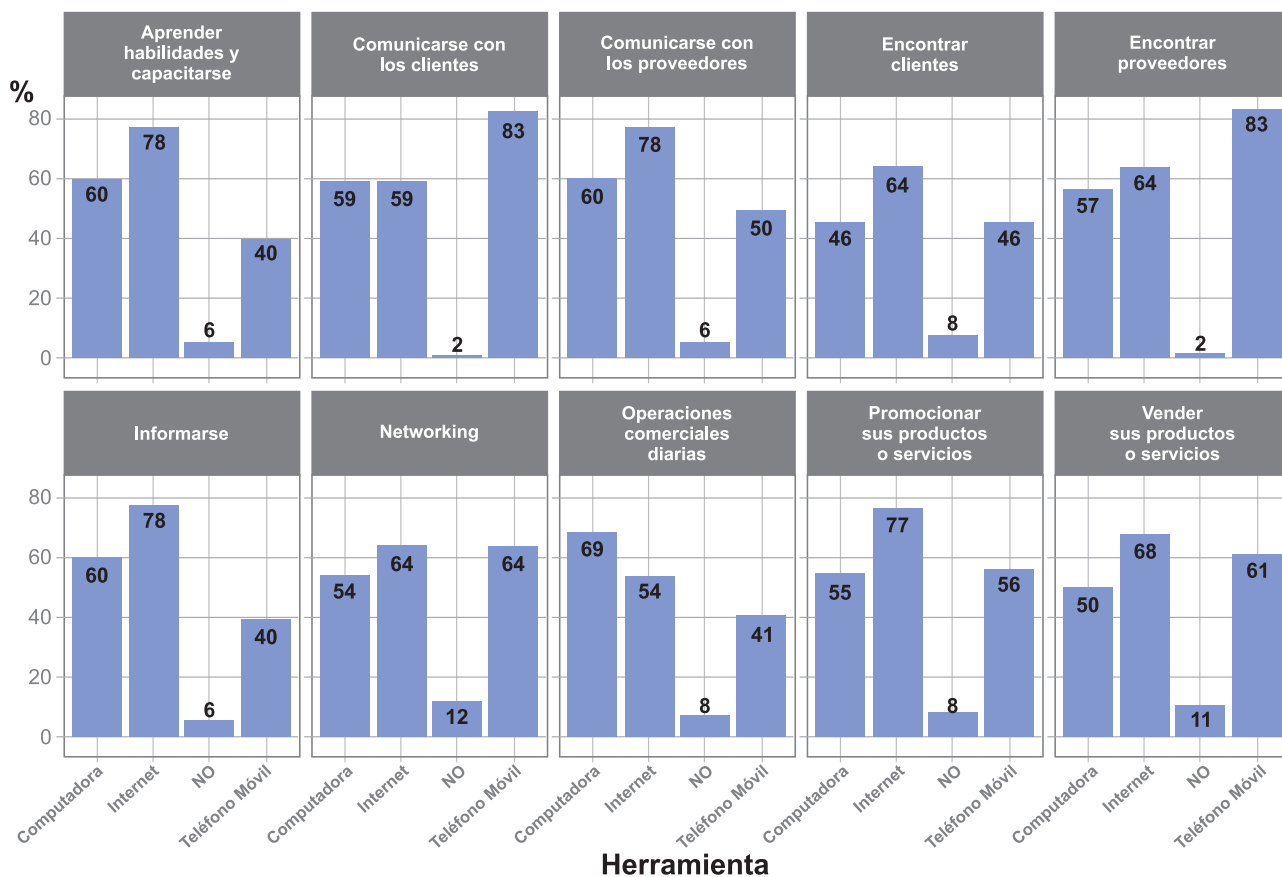 Aprender
habilidades y
capacitarse
Comunicarse con
los clientes
Comunicarse con
los proveedores
Encontrar
clientes
Encontrar
proveedores
%
80
60
40
20
0
60
78
6
40
59
59
2
83
60
78
6
50
46
64
8
46
57
64
2
83
Informarse
Networking
Operaciones
comerciales
diarias
Promocionar
sus productos
o servicios
Vender
sus productos
o servicios
80
60
40
20
0
60
78
6
40
54
64
12
64
69
54
8
41
55
77
8
56
50
68
11
61
Computadora
Internet
NO
Teléfono Móvil
Computadora
Internet
NO
Teléfono Móvil
Computadora
Internet
NO
Teléfono Móvil
Computadora
Internet
NO
Teléfono Móvil
Computadora
Internet
NO
Teléfono Móvil
Herramienta